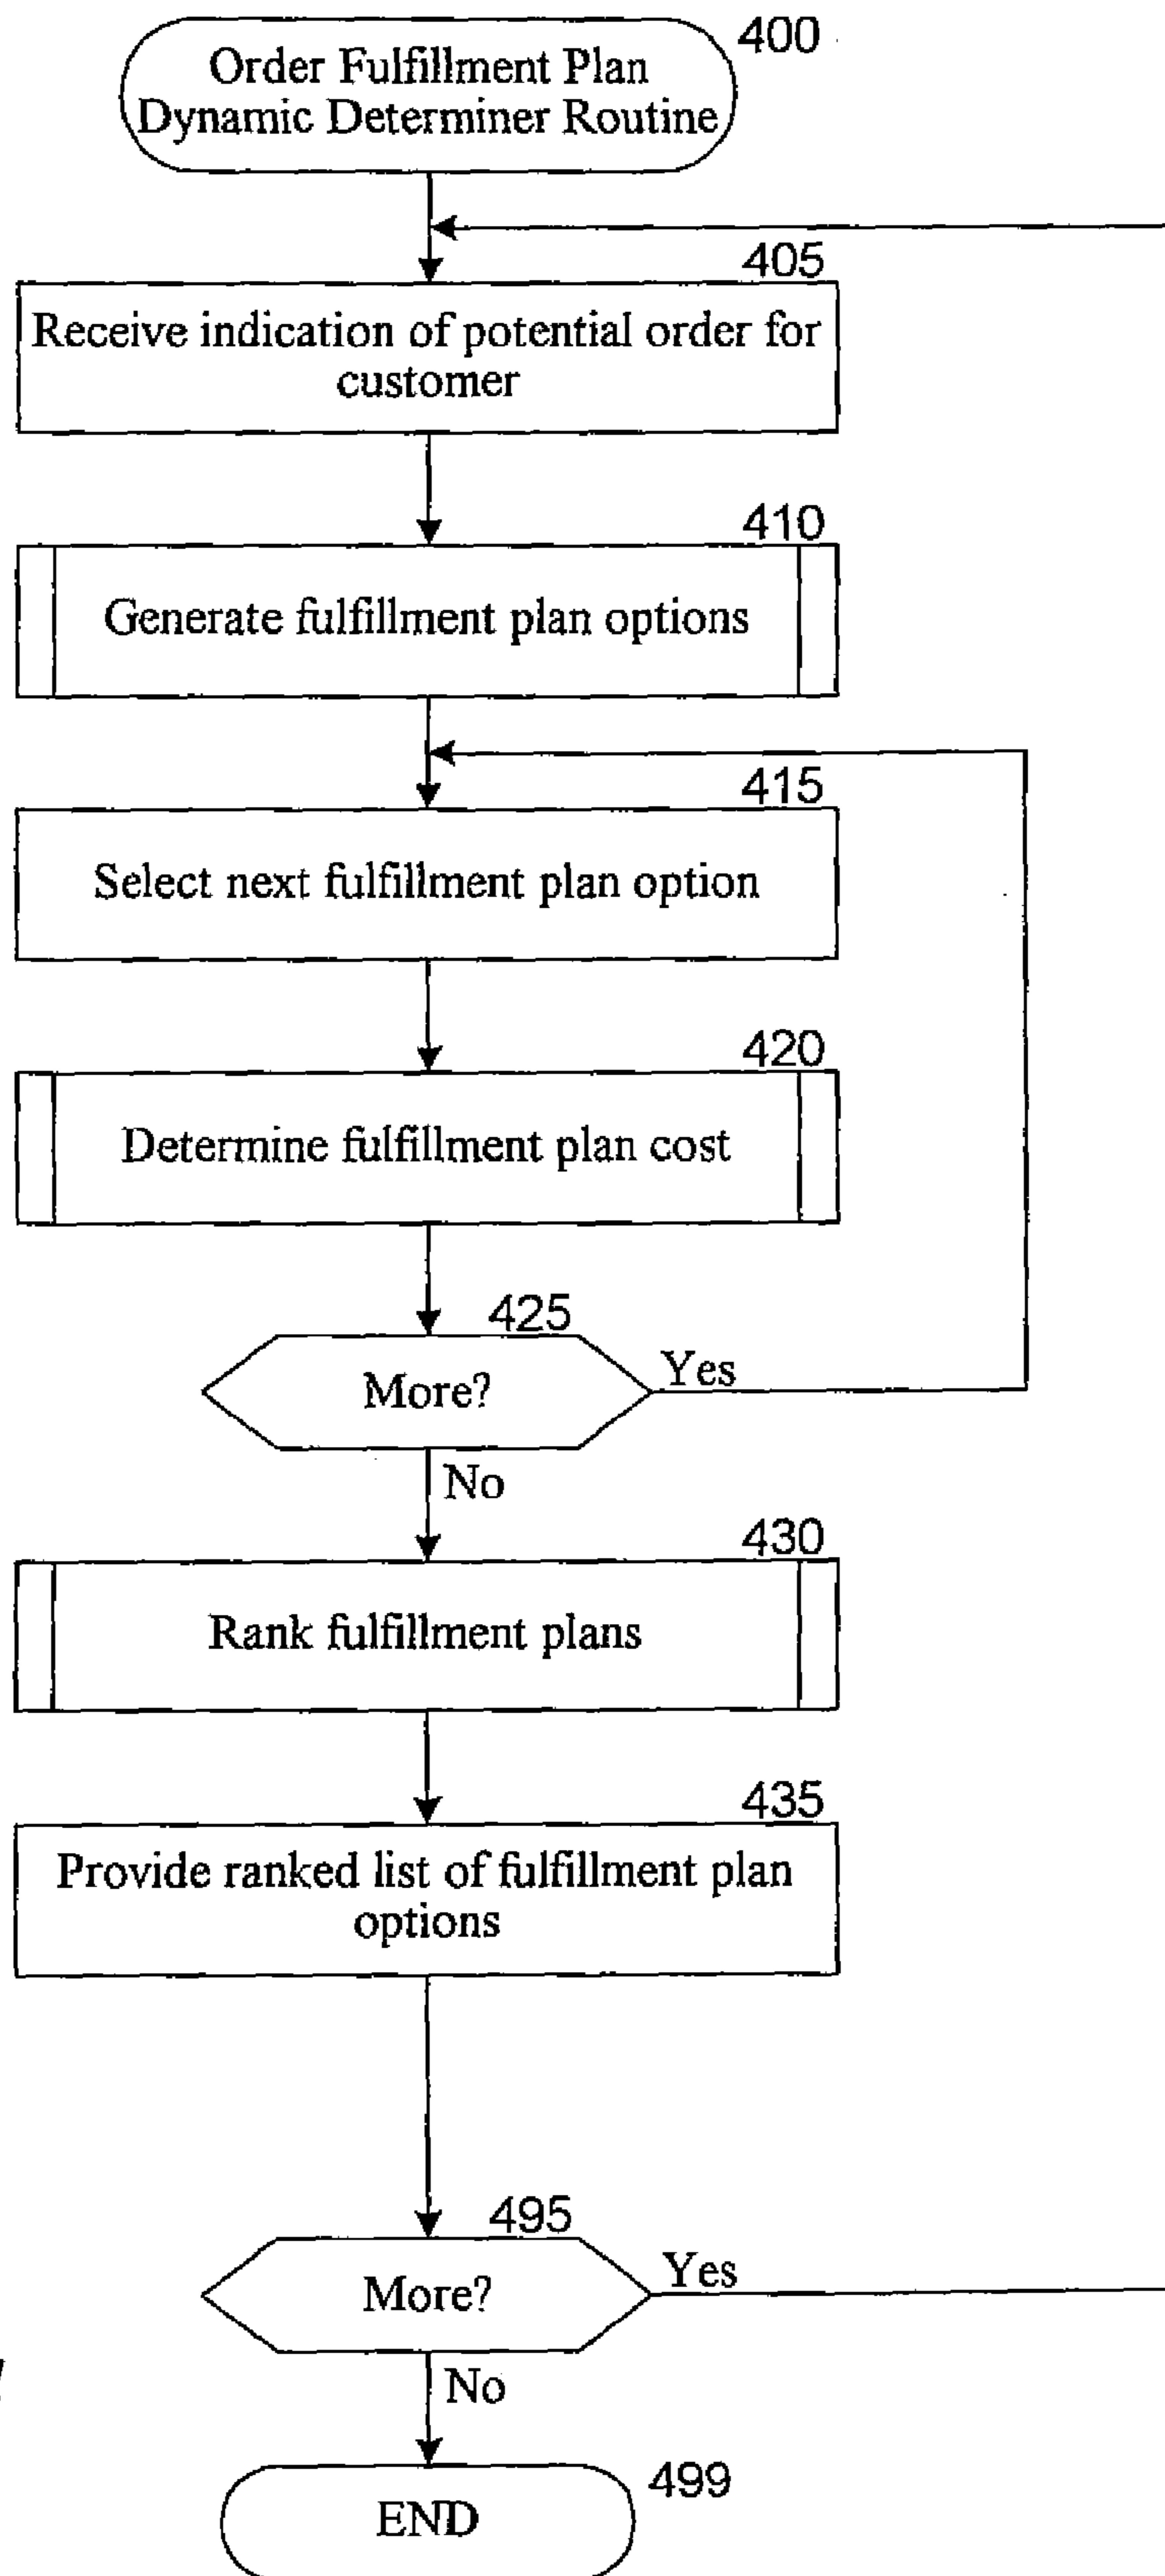 400
Order Fulfillment Plan
Dynamic Determiner Routine
405
Receive indication of potential order for
customer
410
Generate fulfillment plan options
415
Select next fulfillment plan option
420
Determine fulfillment plan cost
425
More?
Yes
No
430
Rank fulfillment plans
435
Provide ranked list of fulfillment plan
options
495
More?
Yes
No
499
END